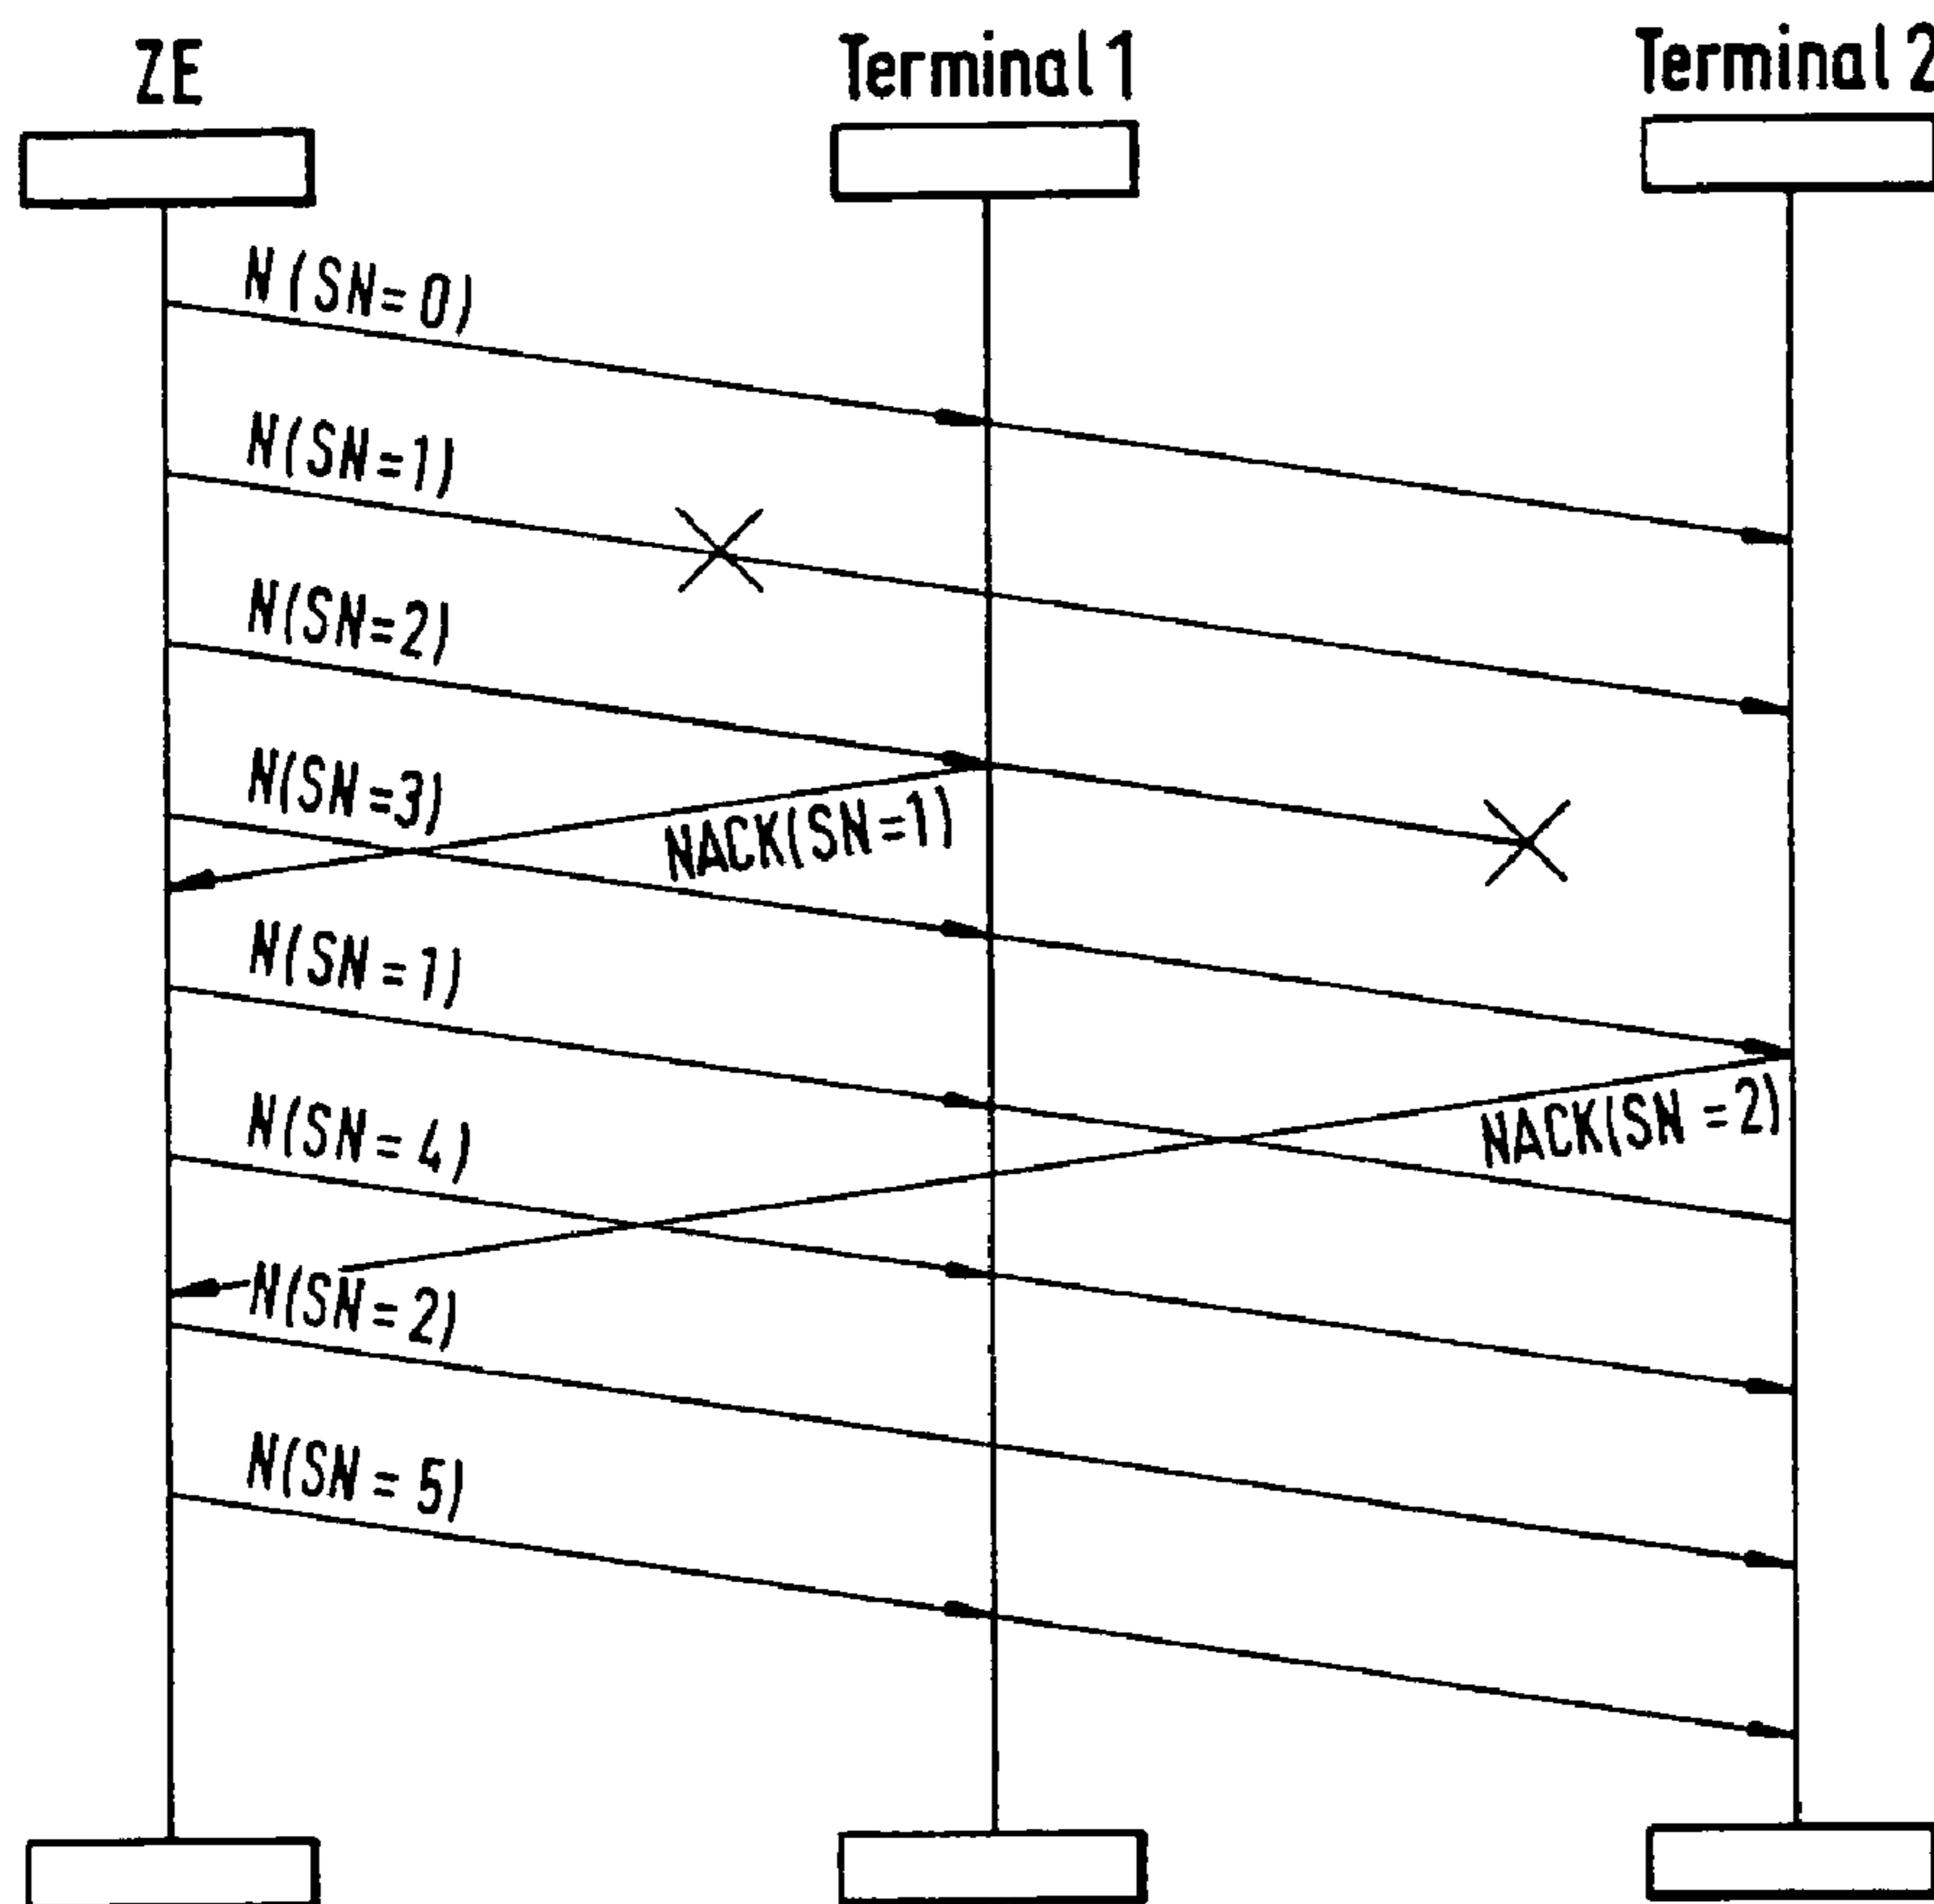 ZE
Terminal 1
Terminal 2
N(SN=0)
N(SN=1)
N(SN=2)
N(SN=3)
NACK(SN=1)
N(SN=1)
NACK(SN=2)
N(SN=4)
N(SN=2)
N(SN=5)